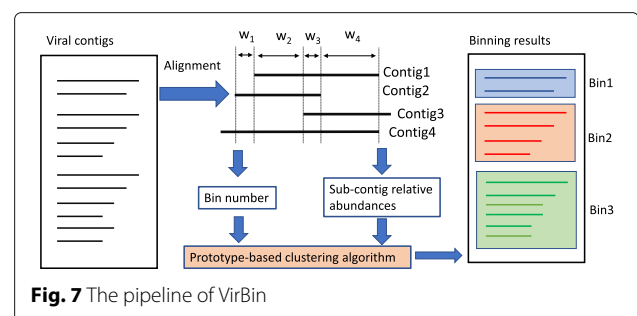 Viral contigs
Alignment
w1 w2 w3 w4
Contig1
Contig2
Contig3
Contig4
Bin number
Sub-contig relative
abundances
Prototype-based clustering algorithm
Binning results
Bin1
Bin2
Bin3
Fig. 7 The pipeline of VirBin